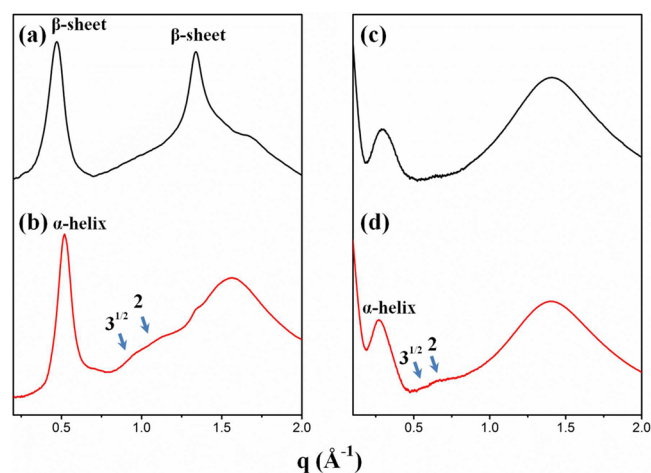 (a)
β-sheet
β-sheet
(c)
(b)
α-helix
3^1/2
2
(d)
α-helix
3^1/2
2
0.5
1.0
1.5
2.0
0.5
1.0
1.5
2.0
q (Å^-1)